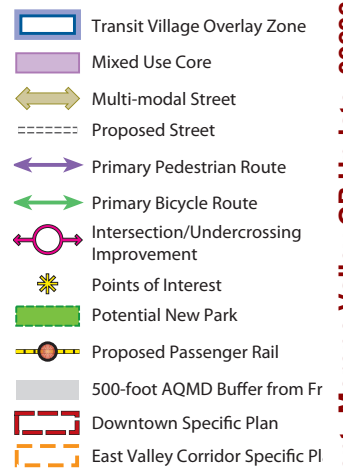 Transit Village Overlay Zone
Mixed Use Core
Multi-modal Street
Proposed Street
Primary Pedestrian Route
Primary Bicycle Route
Intersection/Undercrossing
Improvement
Points of Interest
Potential New Park
Proposed Passenger Rail
500-foot AQMD Buffer from Fr
Downtown Specific Plan
East Valley Corridor Specific Pl